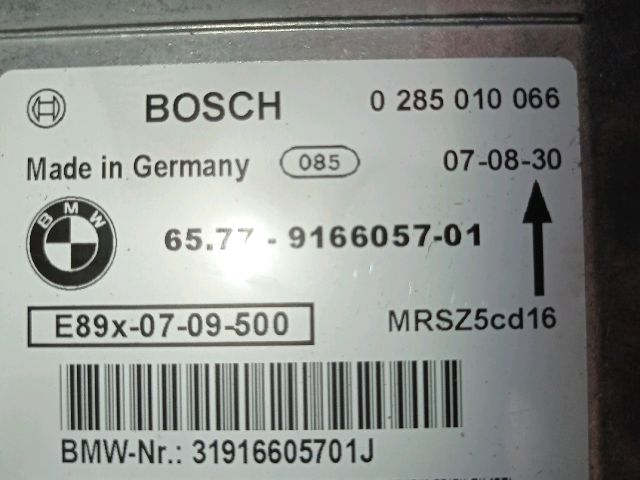 BOSCH 0 285 010 066
Made in Germany 085 07-08-30
BMW
65.77 - 9166057-01
E89x-07-09-500 MRSZ5cd16
BMW-Nr.: 31916605701J